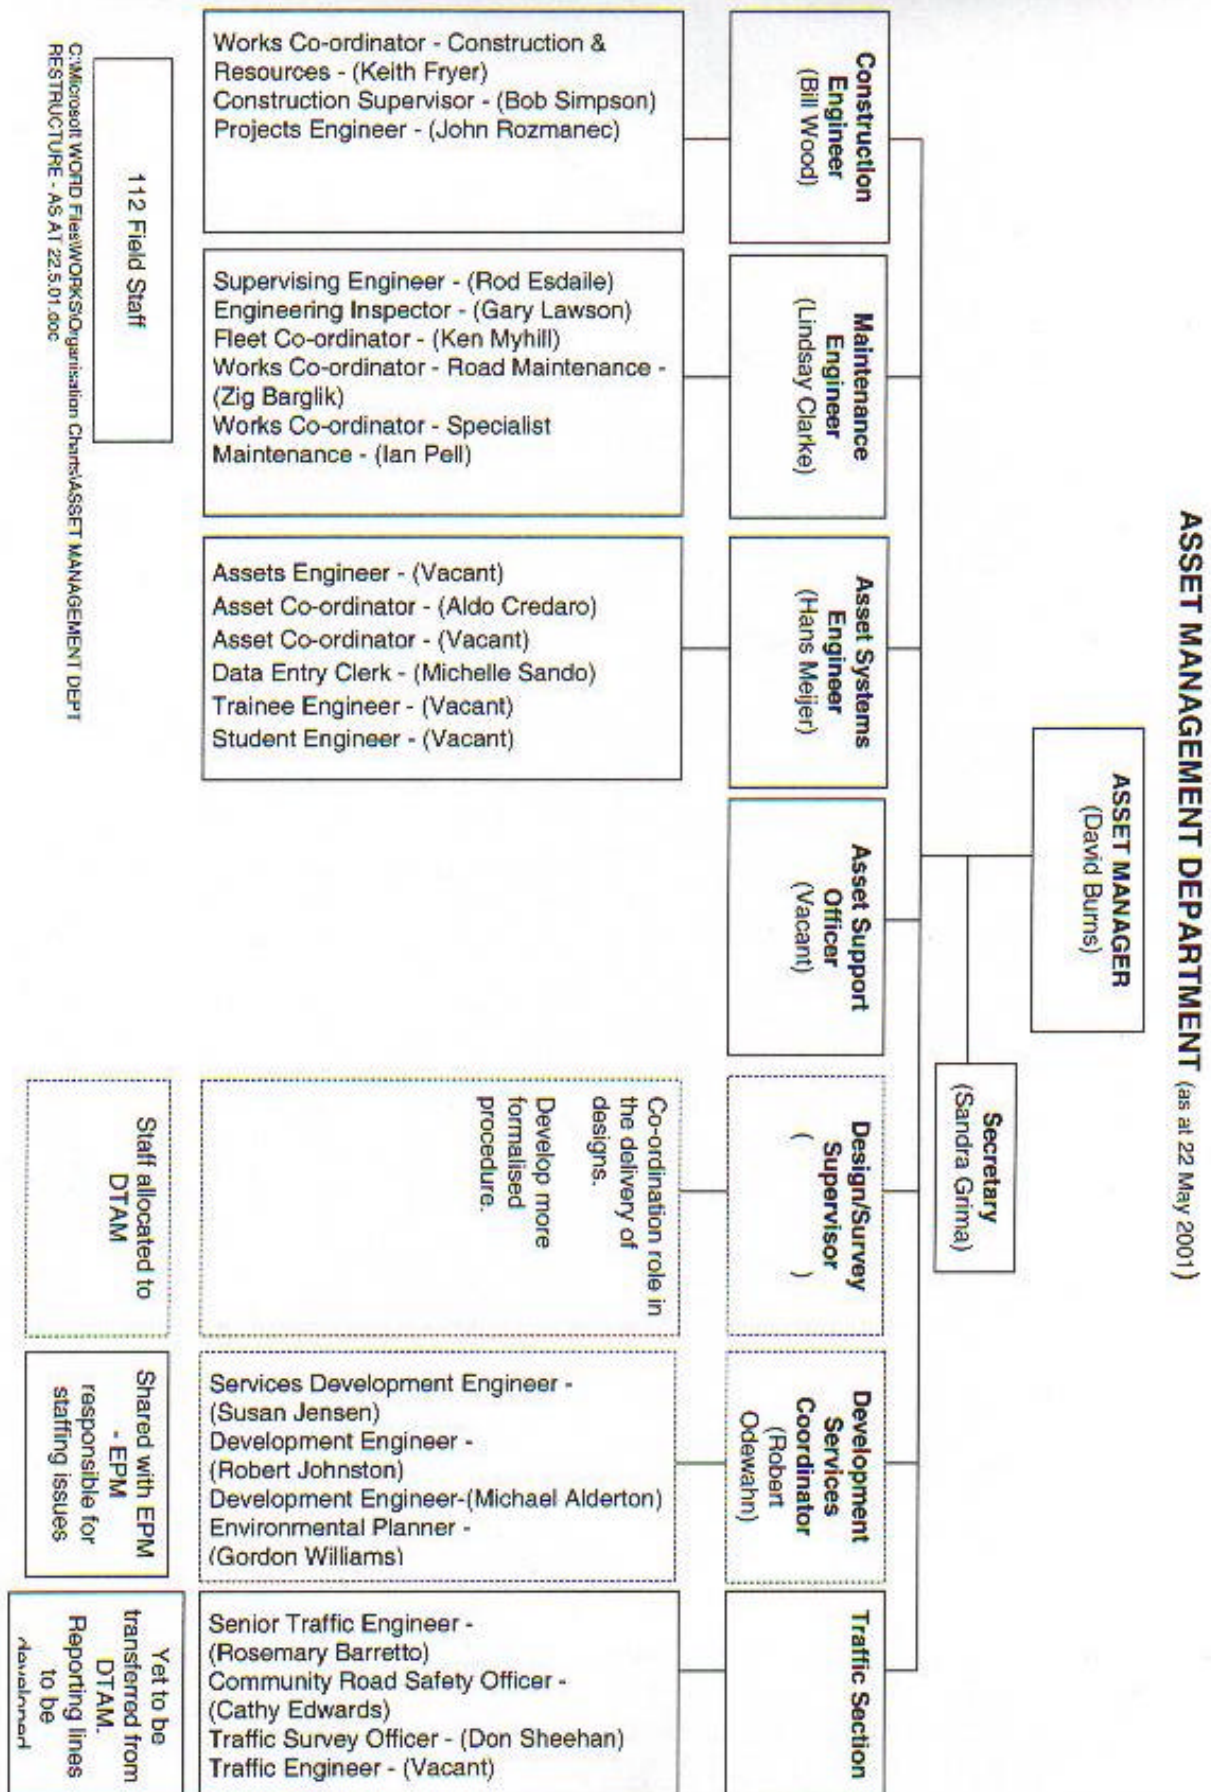 ASSET MANAGEMENT DEPARTMENT (as at 22 May 2001)
ASSET MANAGER
(David Burns)
Secretary
(Sandra Grima)
Construction
Engineer
(Bill Wood)
Maintenance
Engineer
(Lindsay Clarke)
Asset Systems
Engineer
(Hans Meijer)
Asset Support
Officer
(Vacant)
Design/Survey
Supervisor
( )
Development
Services
Coordinator
(Robert
Odewahn)
Traffic Section
Works Co-ordinator - Construction &
Resources - (Keith Fryer)
Construction Supervisor - (Bob Simpson)
Projects Engineer - (John Rozmanec)
Supervising Engineer - (Rod Esdaile)
Engineering Inspector - (Gary Lawson)
Fleet Co-ordinator - (Ken Myhill)
Works Co-ordinator - Road Maintenance -
(Zig Barglik)
Works Co-ordinator - Specialist
Maintenance - (Ian Pell)
Assets Engineer - (Vacant)
Asset Co-ordinator - (Aldo Credaro)
Asset Co-ordinator - (Vacant)
Data Entry Clerk - (Michelle Sando)
Trainee Engineer - (Vacant)
Student Engineer - (Vacant)
Co-ordination role in
the delivery of
designs.
Develop more
formalised
procedure.
Services Development Engineer -
(Susan Jensen)
Development Engineer -
(Robert Johnston)
Development Engineer-(Michael Alderton)
Environmental Planner -
(Gordon Williams)
Senior Traffic Engineer -
(Rosemary Barretto)
Community Road Safety Officer -
(Cathy Edwards)
Traffic Survey Officer - (Don Sheehan)
Traffic Engineer - (Vacant)
112 Field Staff
Staff allocated to
DTAM
Shared with EPM
- EPM
responsible for
staffing issues
Yet to be
transferred from
DTAM.
Reporting lines
to be
developed
C:\Microsoft WORD Files\WORKS\Organisation Charts\ASSET MANAGEMENT DEPT
RESTRUCTURE - AS AT 22.5.01.doc